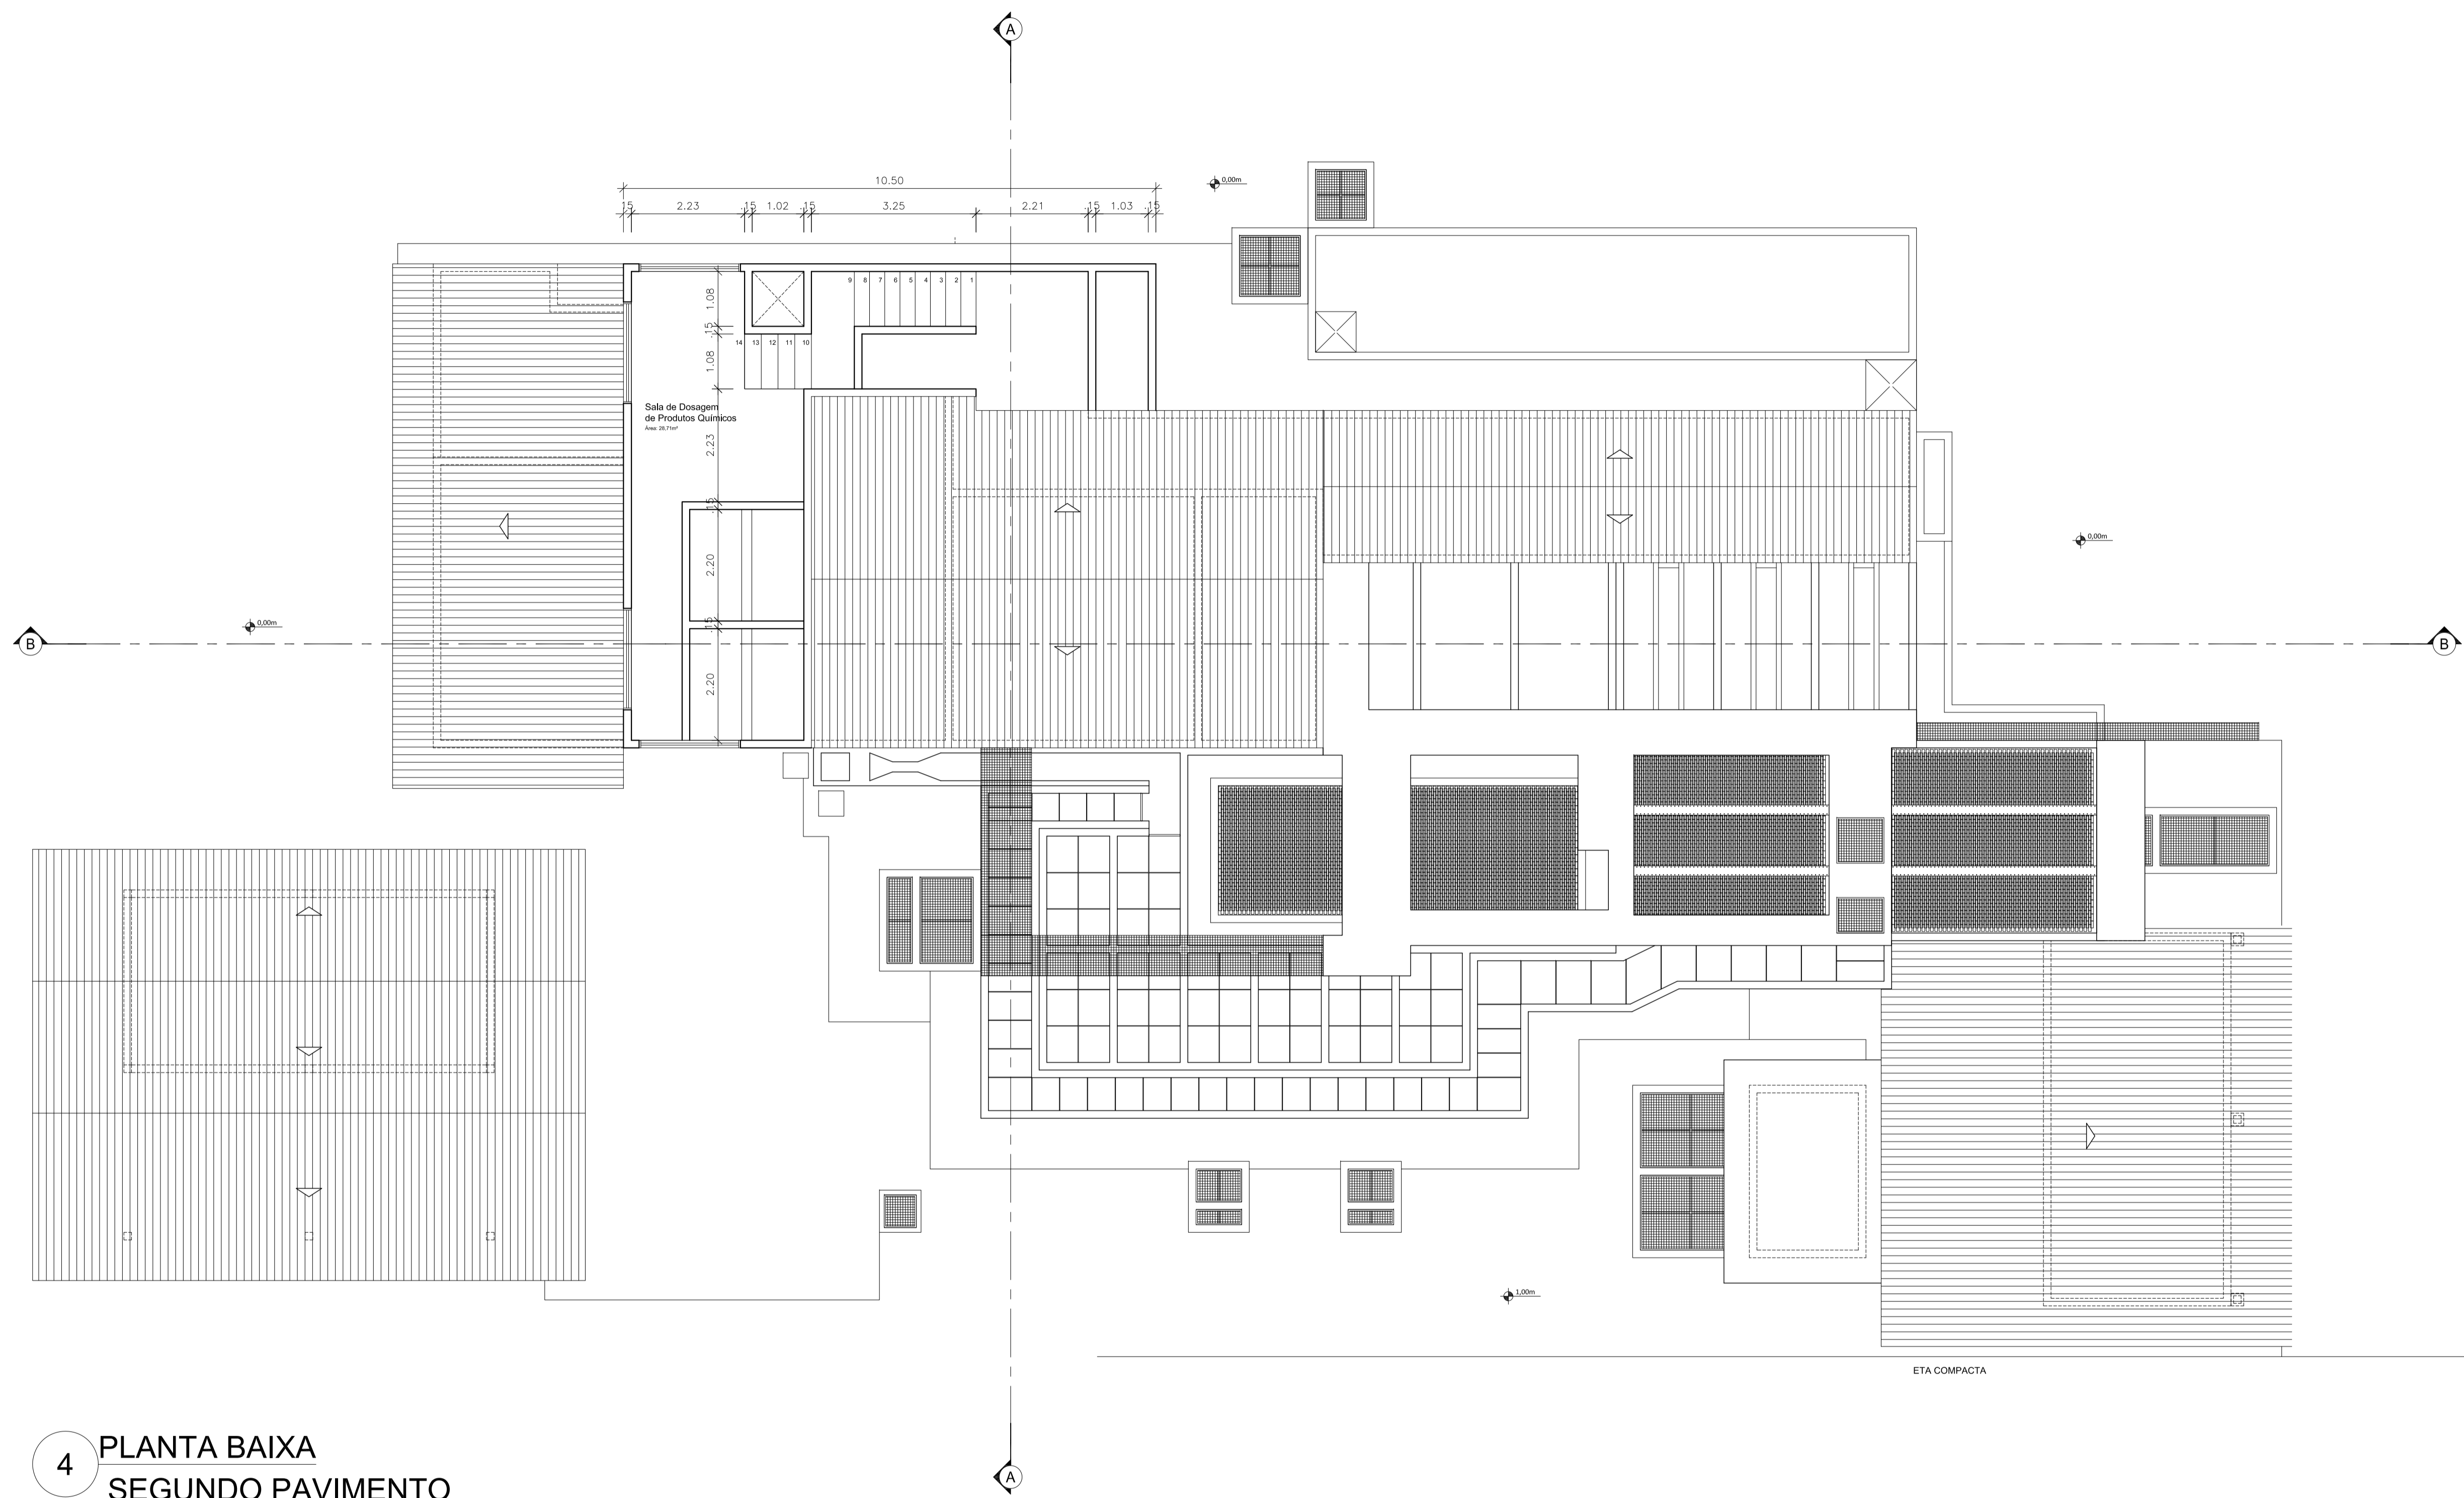 A
10.50
0,00m
.15 2.23 .15 1.02 .15 3.25 2.21 .15 1.03 .15
9 8 7 6 5 4 3 2 1
1.08
.15
14 13 12 11 10
1.08
Sala de Dosagem
de Produtos Químicos
Área: 28,71m²
2.23
.15
0,00m
2.20
0,00m
.15
B
B
2.20
1,00m
ETA COMPACTA
4
PLANTA BAIXA
SEGUNDO PAVIMENTO
A